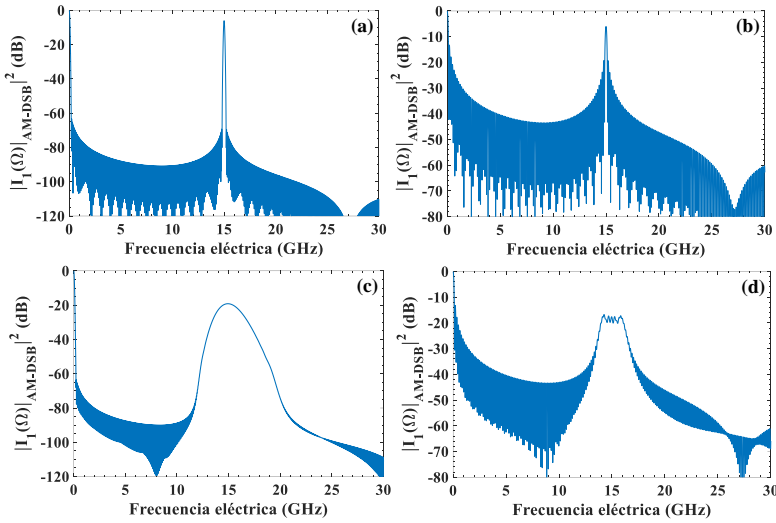 (a)
|I1(Ω)|AM-DSB|2 (dB)
0
-20
-40
-60
-80
-100
-120
0 5 10 15 20 25 30
Frecuencia eléctrica (GHz)
(b)
|I1(Ω)|AM-DSB|2 (dB)
0
-10
-20
-30
-40
-50
-60
-70
-80
0 5 10 15 20 25 30
Frecuencia eléctrica (GHz)
(c)
|I1(Ω)|AM-DSB|2 (dB)
0
-20
-40
-60
-80
-100
-120
0 5 10 15 20 25 30
Frecuencia eléctrica (GHz)
(d)
|I1(Ω)|AM-DSB|2 (dB)
0
-10
-20
-30
-40
-50
-60
-70
-80
0 5 10 15 20 25 30
Frecuencia eléctrica (GHz)